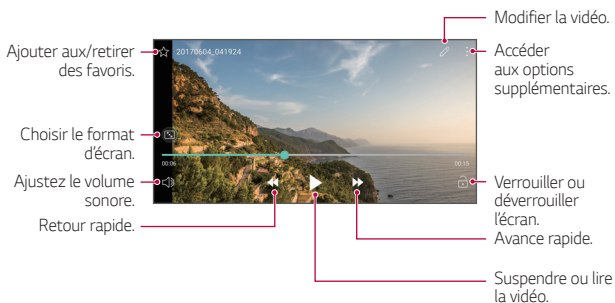 Modifier la vidéo.
Ajouter aux/retirer
des favoris.
20170604_041924
Accéder
aux options
supplémentaires.
Choisir le format
d'écran.
00:06
00:15
Ajustez le volume
sonore.
Verrouiller ou
déverrouiller
l'écran.
Retour rapide.
Avance rapide.
Suspendre ou lire
la vidéo.